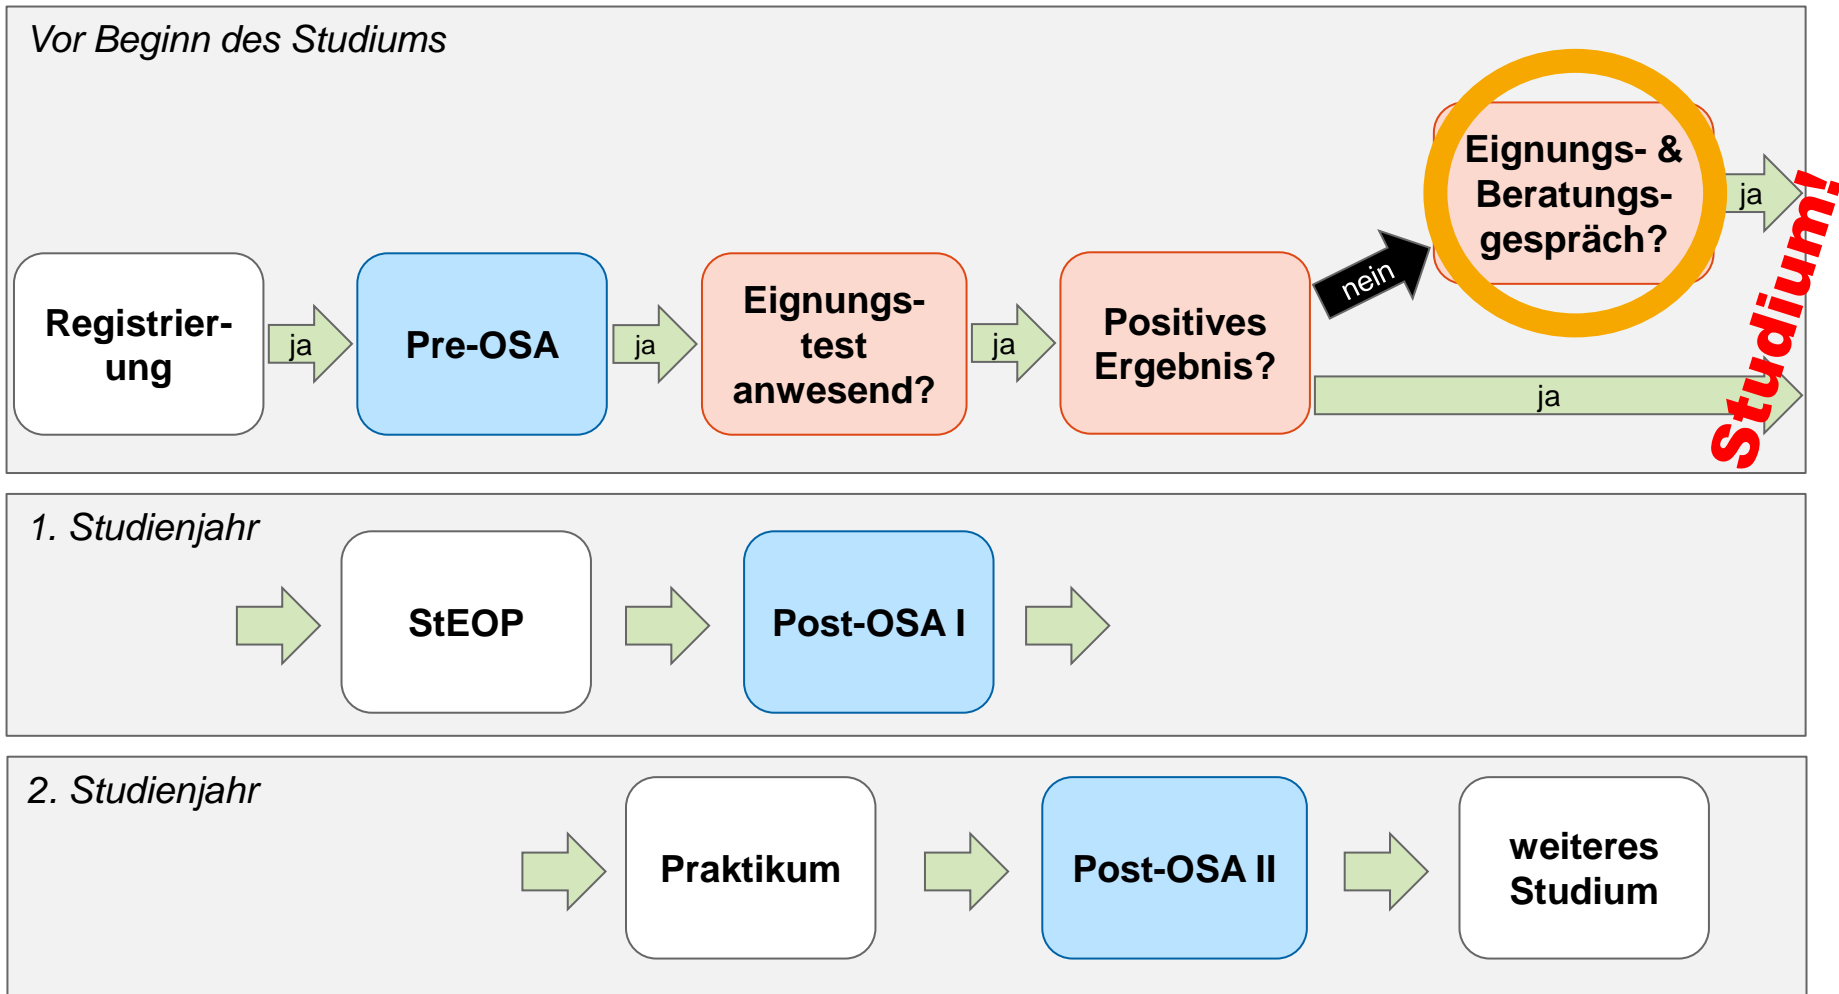 Vor Beginn des Studiums
Registrier-
ung
ja
Pre-OSA
ja
Eignungs-
test
anwesend?
ja
Positives
Ergebnis?
nein
Eignungs- &
Beratungs-
gespräch?
ja
ja
Studium!
1. Studienjahr
StEOP
Post-OSA I
2. Studienjahr
Praktikum
Post-OSA II
weiteres
Studium